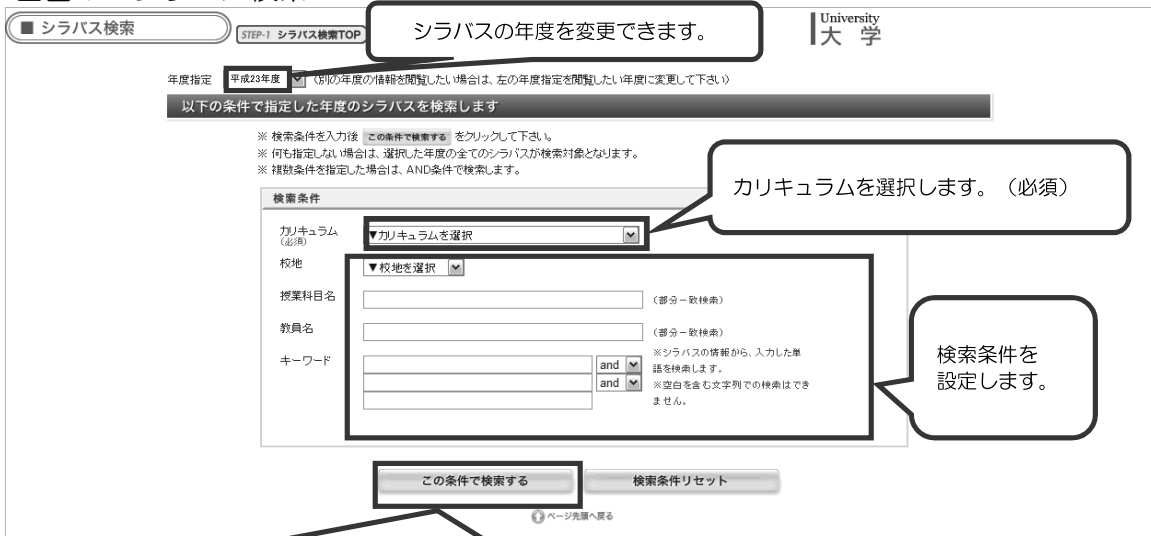 ■ シラバス検索
STEP-1 シラバス検索TOP
シラバスの年度を変更できます。
University
大 学
年度指定 平成23年度 (別の年度の情報を閲覧したい場合は、左の年度指定を閲覧したい年度に変更して下さい)
以下の条件で指定した年度のシラバスを検索します
※ 検索条件を入力後 この条件で検索する をクリックして下さい。
※ 何も指定しない場合は、選択した年度の全てのシラバスが検索対象となります。
※ 複数条件を指定した場合は、AND条件で検索します。
カリキュラムを選択します。(必須)
検索条件
カリキュラム
(必須)
▼カリキュラムを選択
校地 ▼校地を選択
授業科目名 (部分一致検索)
教員名 (部分一致検索)
キーワード
and
and
※シラバスの情報から、入力した単
語を検索します。
※空白を含む文字列での検索はでき
ません。
検索条件を
設定します。
この条件で検索する 検索条件リセット
ページ先頭へ戻る